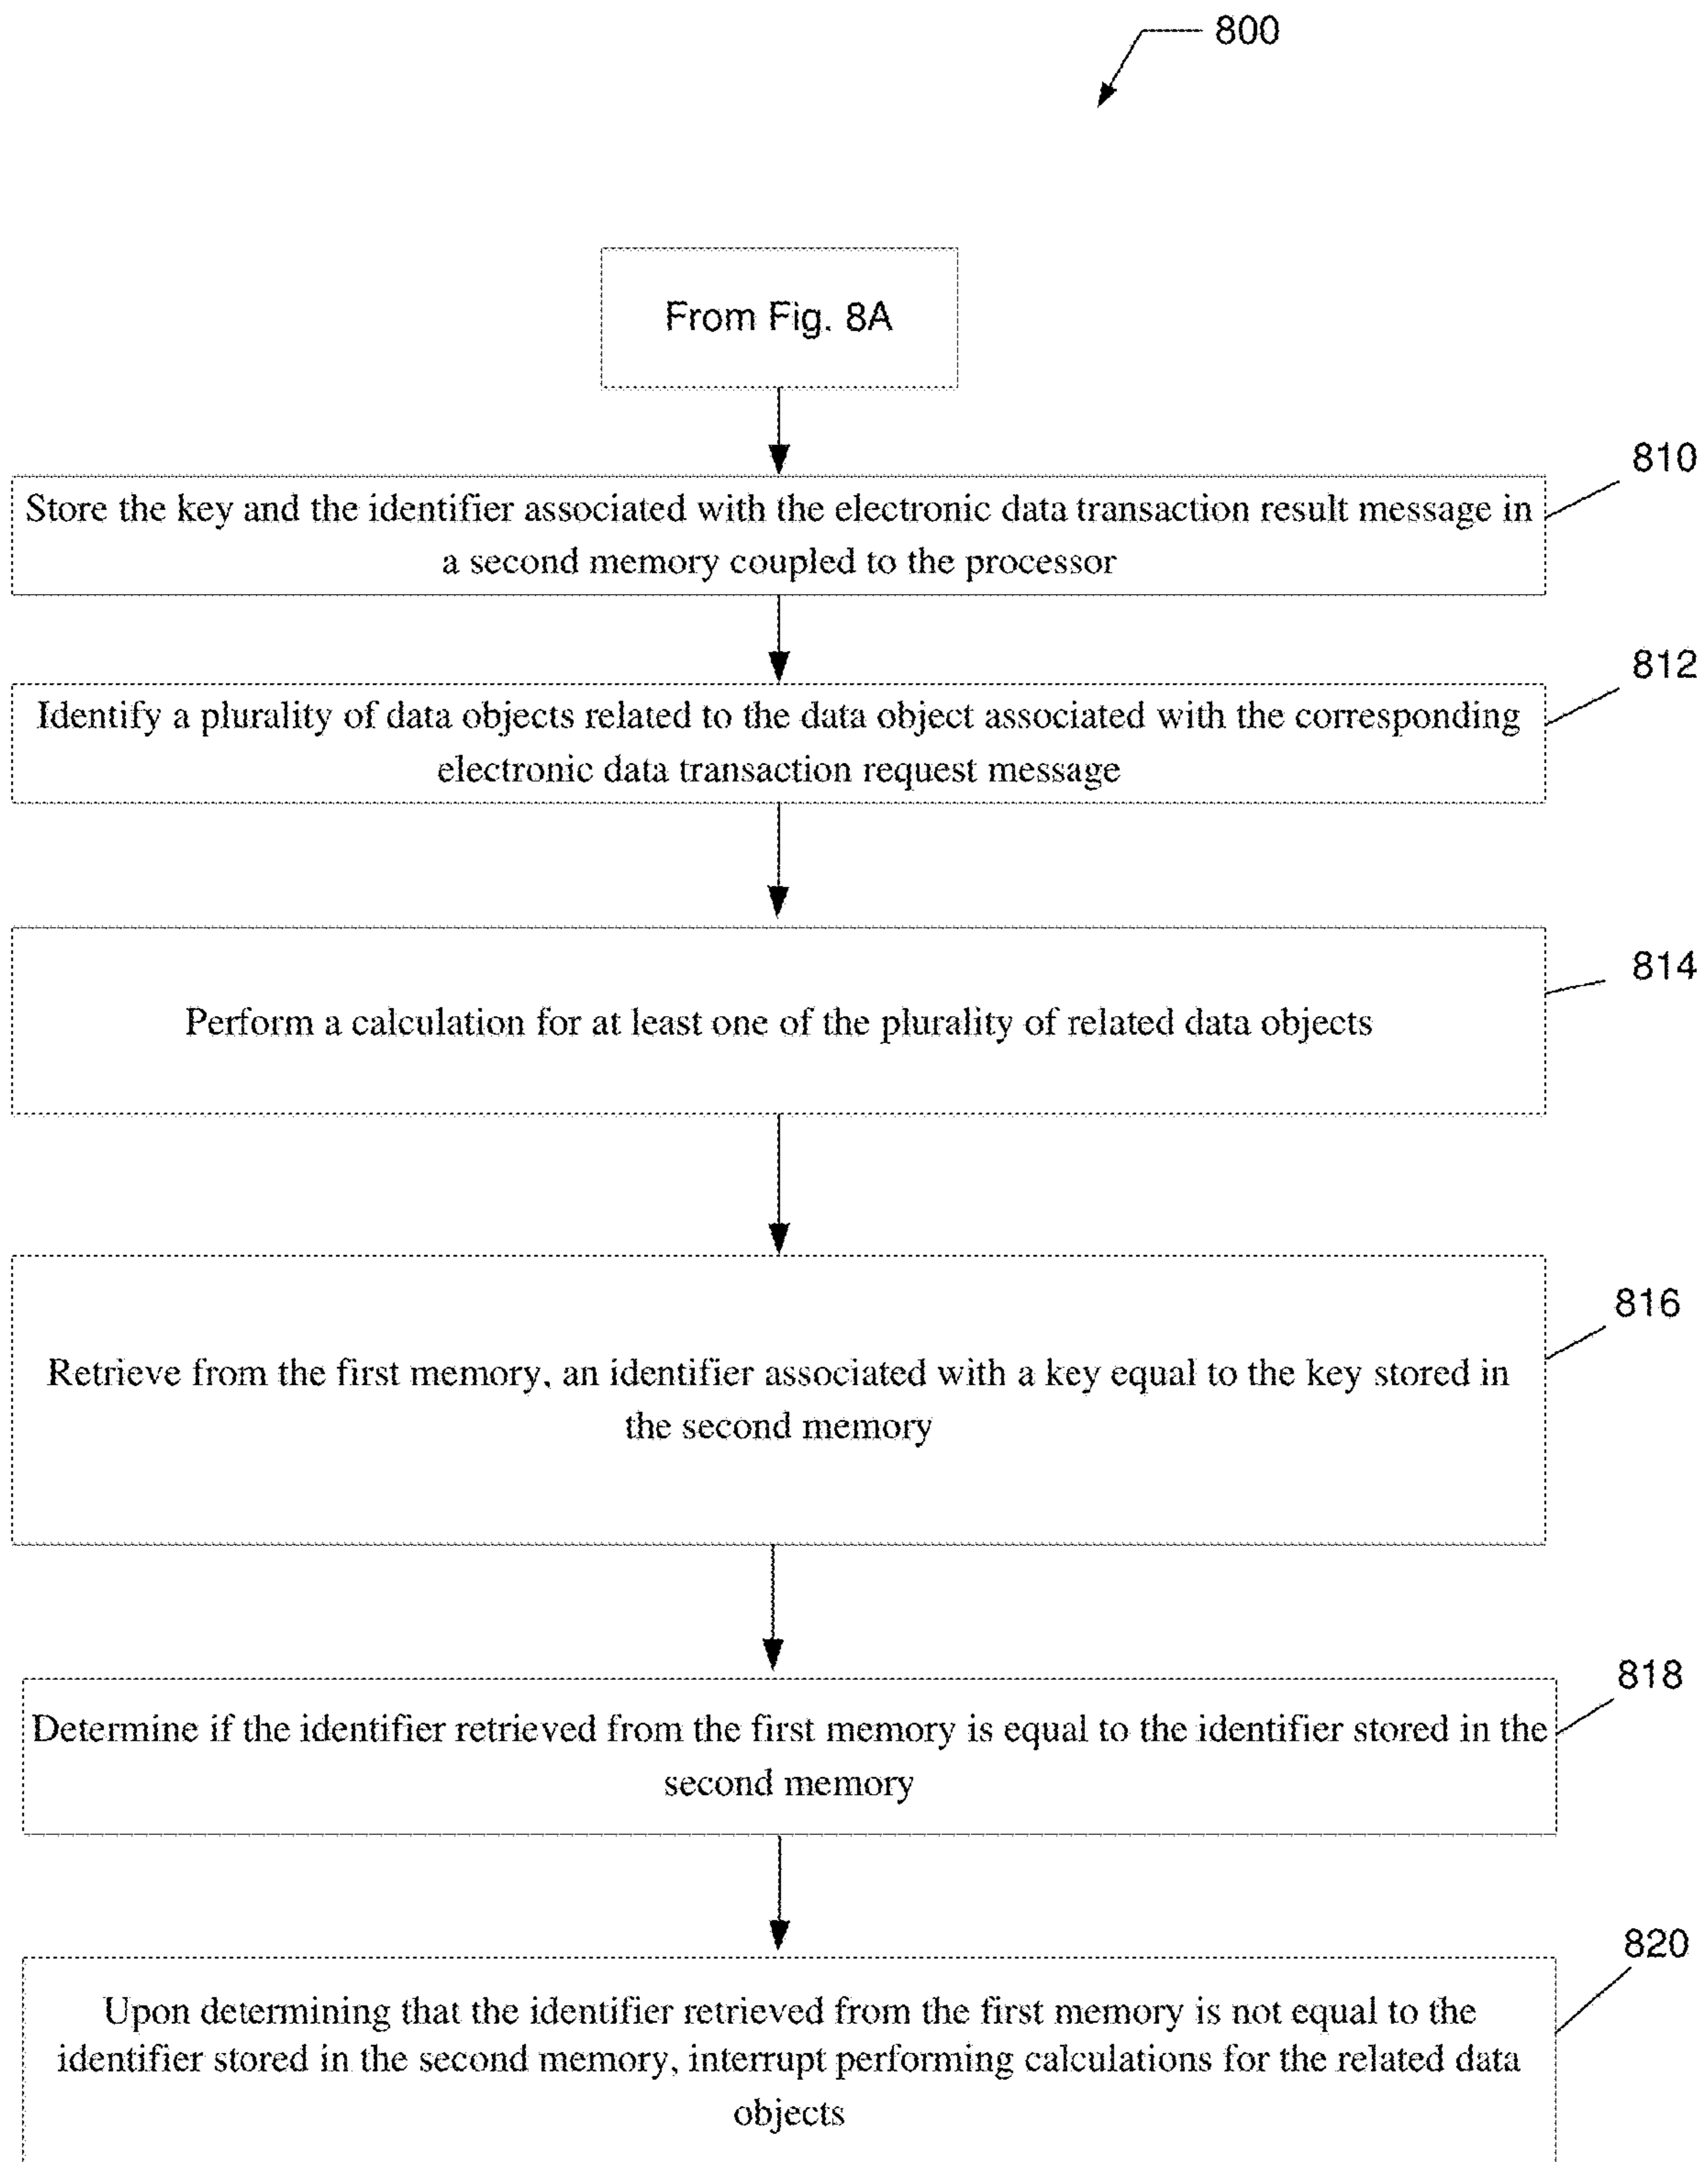 800
From Fig. 8A
810
Store the key and the identifier associated with the electronic data transaction result message in
a second memory coupled to the processor
812
Identify a plurality of data objects related to the data object associated with the corresponding
electronic data transaction request message
814
Perform a calculation for at least one of the plurality of related data objects
816
Retrieve from the first memory, an identifier associated with a key equal to the key stored in
the second memory
818
Determine if the identifier retrieved from the first memory is equal to the identifier stored in the
second memory
820
Upon determining that the identifier retrieved from the first memory is not equal to the
identifier stored in the second memory, interrupt performing calculations for the related data
objects